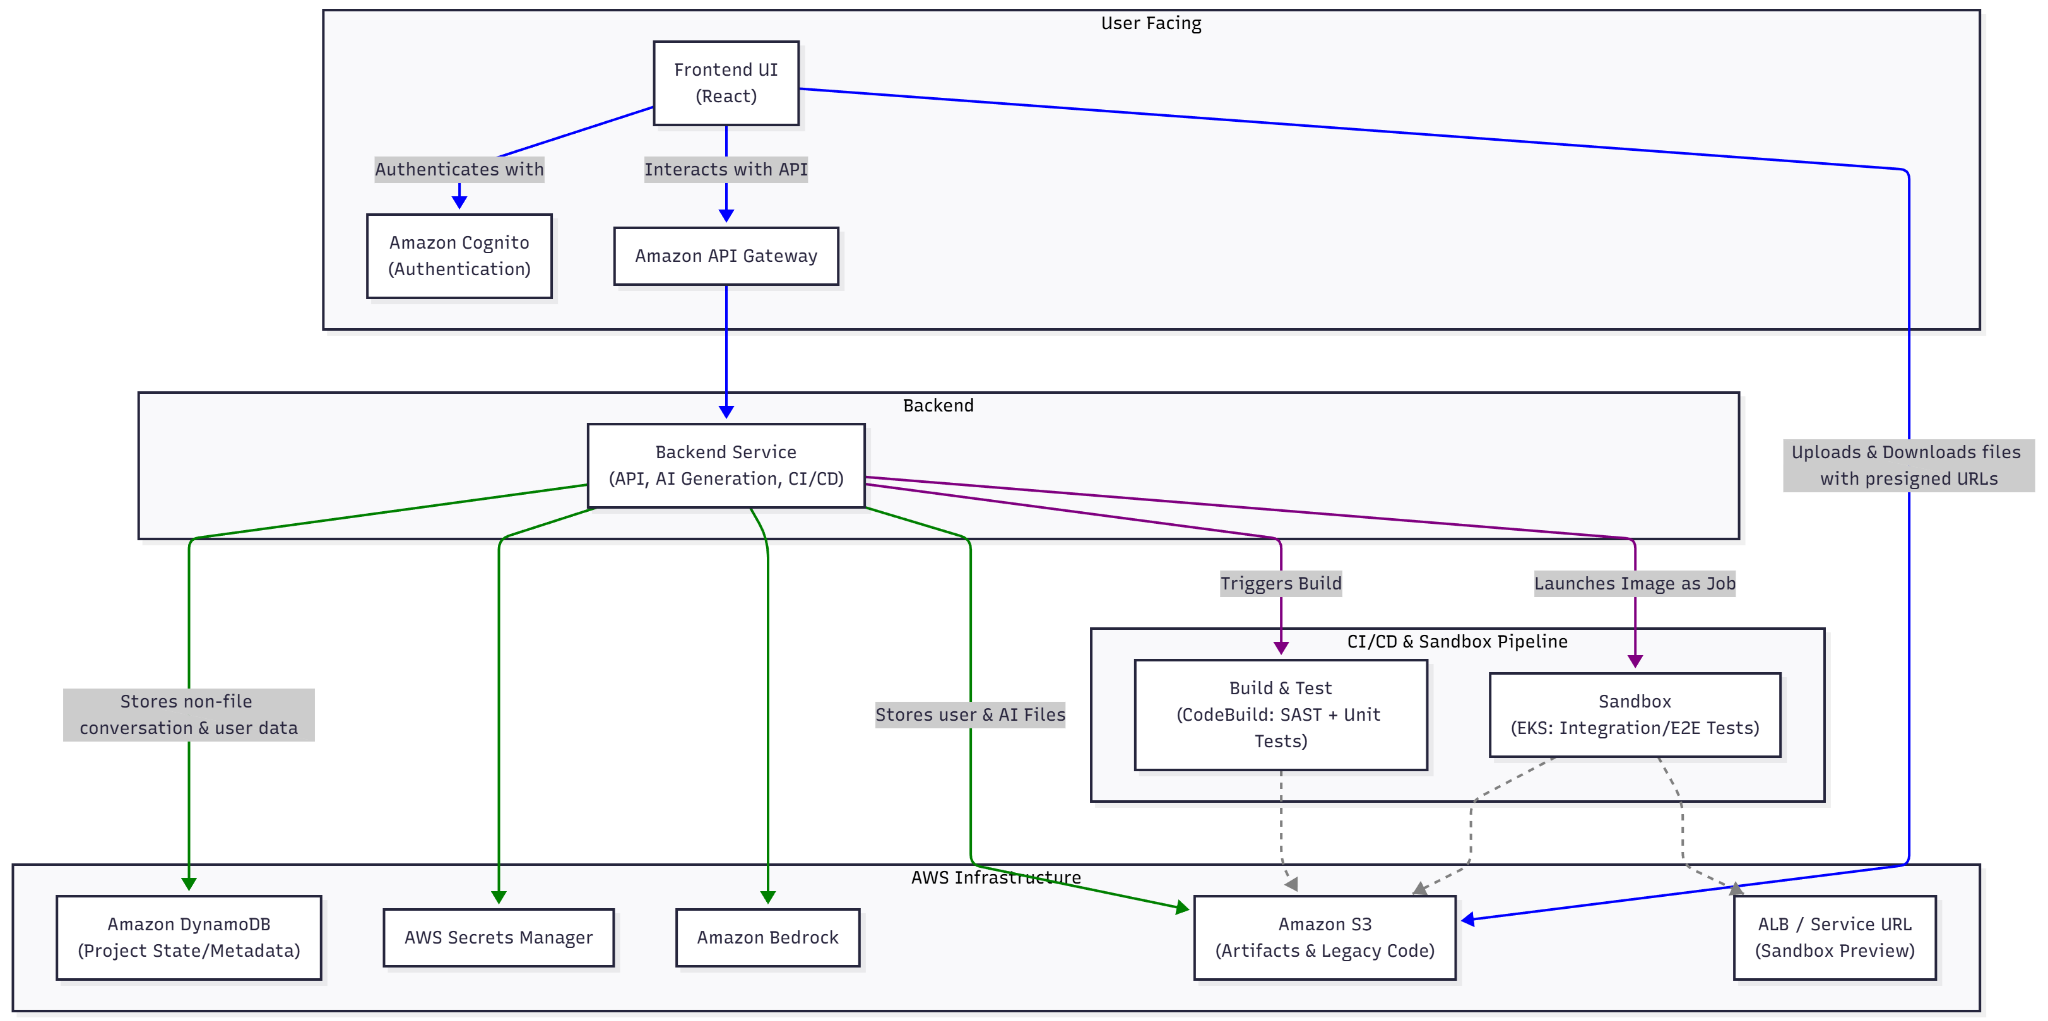 User Facing
Frontend UI
(React)
Authenticates with
Interacts with API
Amazon Cognito
(Authentication)
Amazon API Gateway
Backend
Backend Service
(API, AI Generation, CI/CD)
Uploads & Downloads files
with presigned URLs
Triggers Build
Launches Image as Job
CI/CD & Sandbox Pipeline
Stores non-file
conversation & user data
Stores user & AI Files
Build & Test
(CodeBuild: SAST + Unit
Tests)
Sandbox
(EKS: Integration/E2E Tests)
AWS Infrastructure
Amazon DynamoDB
(Project State/Metadata)
AWS Secrets Manager
Amazon Bedrock
Amazon S3
(Artifacts & Legacy Code)
ALB / Service URL
(Sandbox Preview)